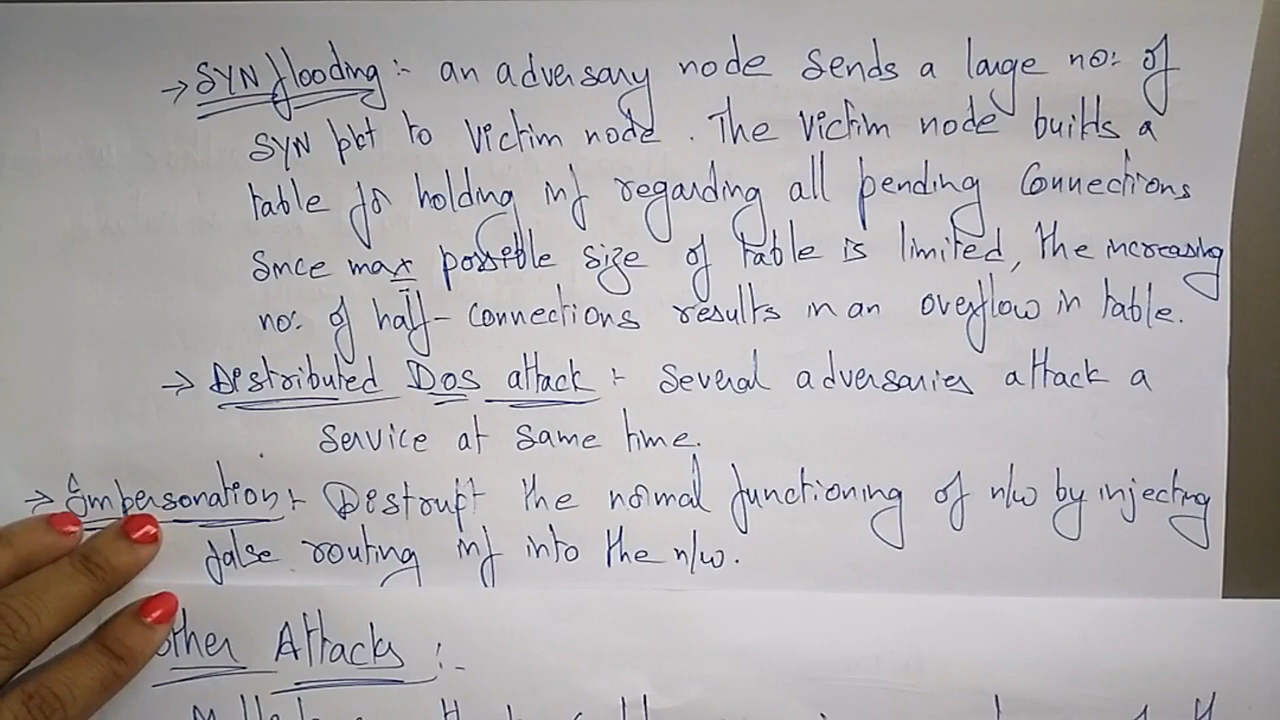 → SYN flooding :- an adversary node sends a large no: of
SYN pkt to victim node. The victim node builds a
table for holding inf regarding all pending Connections
Since max possible size of table is limited, the increasing
no: of half-connections results in an overflow in table.
→ Distributed DoS attack :- Several adversaries attack a
service at same time.
→ Impersonation :- Distrupt the normal functioning of n/w by injecting
false routing inf into the n/w.
other Attacks :-